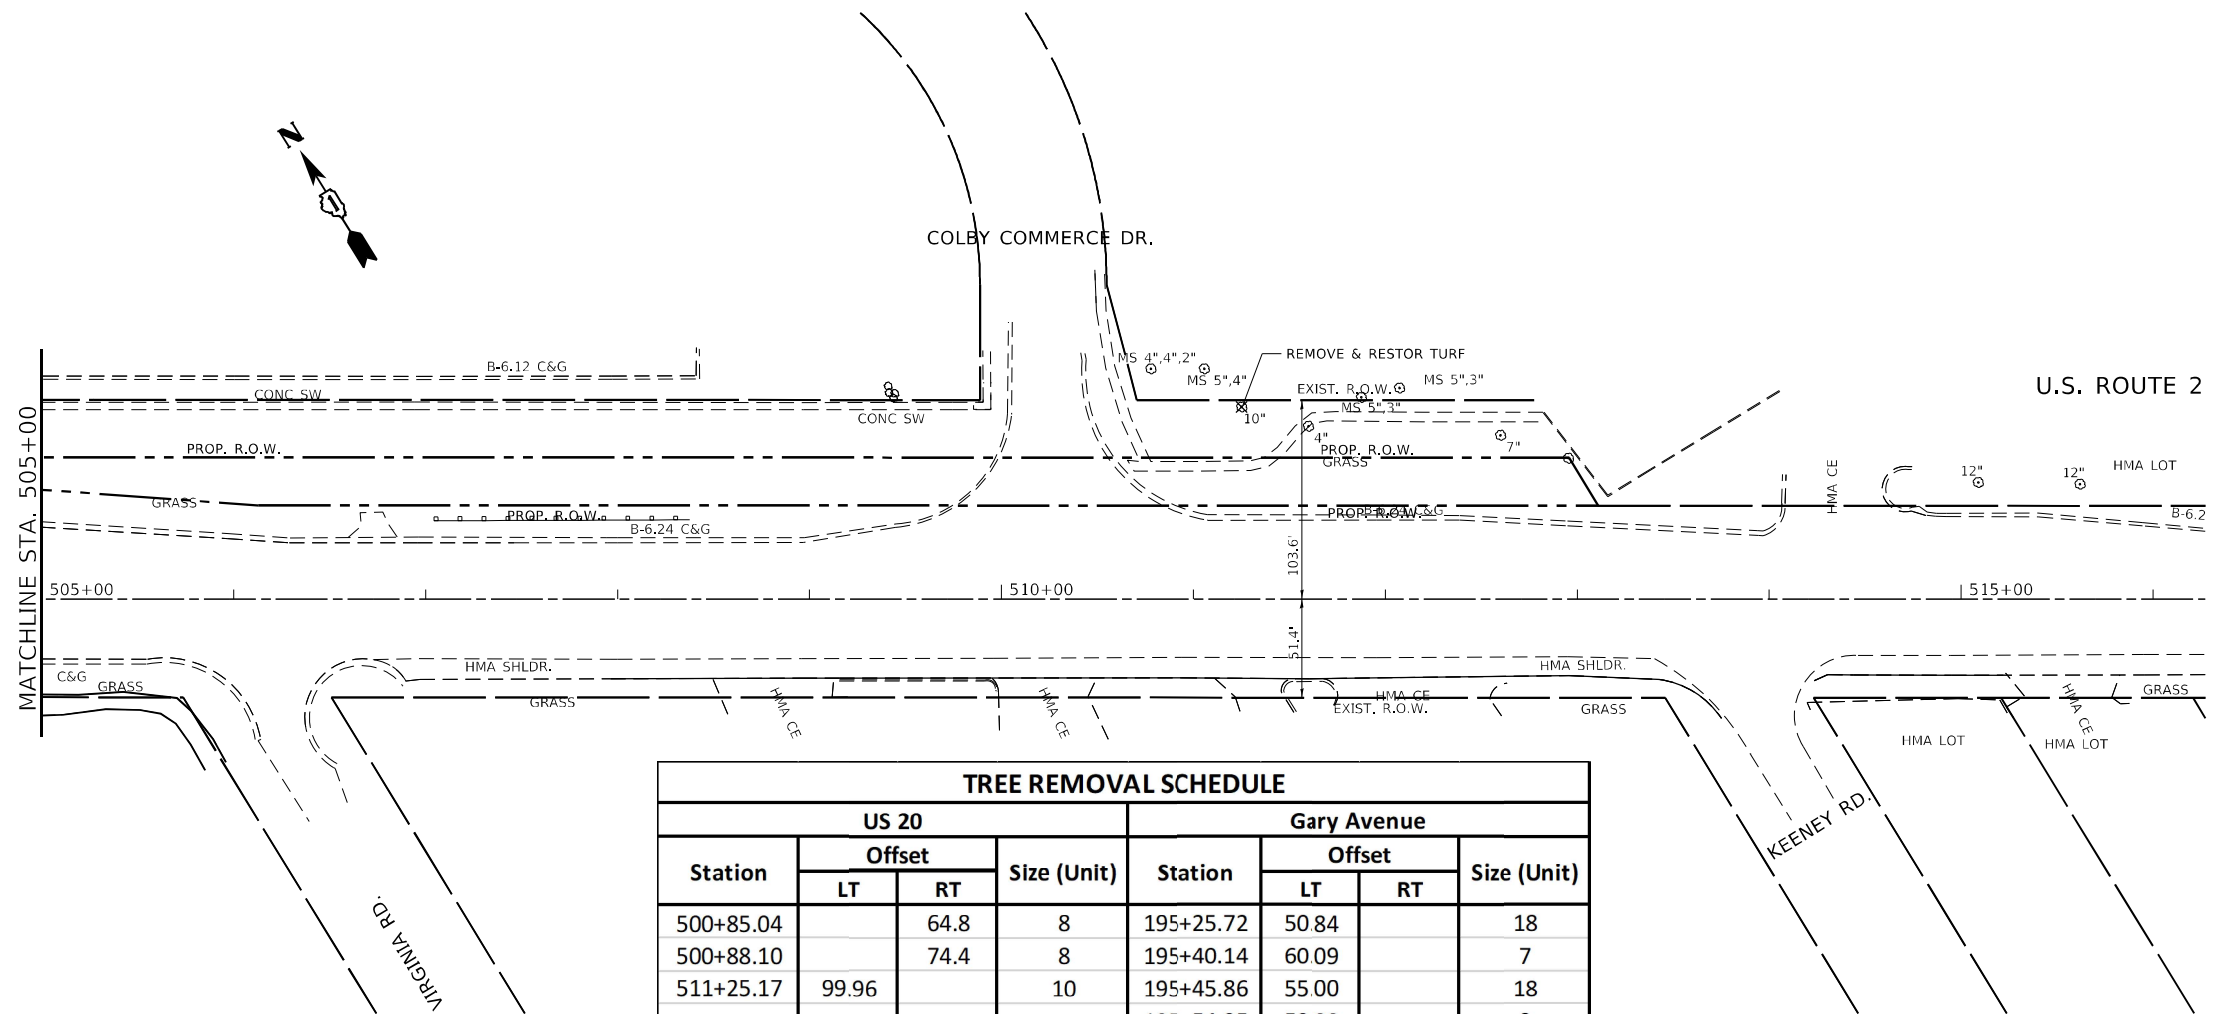 N
COLBY COMMERCE DR.
MS 4",4",2"
REMOVE & RESTOR TURF
B-6.12 C&G
MS 5",4"
EXIST. R.O.W.
MS 5",3"
U.S. ROUTE 2
CONC SW
CONC SW
10"
MS 5",3"
4"
7"
PROP. R.O.W.
PROP. R.O.W.
GRASS
12"
12"
HMA LOT
HMA CE
GRASS
PROP. R.O.W.
B-6.24 C&G
PROP. R.O.W.
B-6.24 C&G
B-6.2
MATCHLINE STA. 505+00
103.6'
505+00
510+00
515+00
51.4'
C&G
GRASS
HMA SHLDR.
HMA SHLDR.
GRASS
HMA CE
HMA CE
HMA CE
EXIST. R.O.W.
GRASS
HMA CE
GRASS
HMA LOT
HMA LOT
KEENEY RD.
VIRGINIA RD.
TREE REMOVAL SCHEDULE
US 20 Gary Avenue
Station Offset Size (Unit) Station Offset Size (Unit)
LT RT LT RT
500+85.04 64.8 8 195+25.72 50.84 18
500+88.10 74.4 8 195+40.14 60.09 7
511+25.17 99.96 10 195+45.86 55.00 18